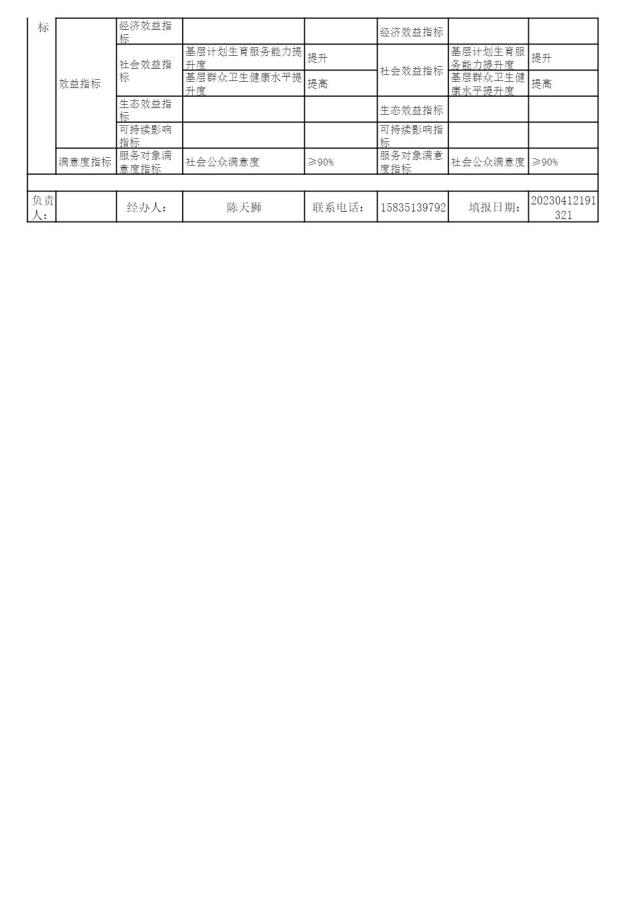 标
效益指标
经济效益指
标
经济效益指标
社会效益指
标
基层计划生育服务能力提
升度
提升
社会效益指标
基层计划生育服
务能力提升度
提升
基层群众卫生健康水平提
升度
提高
基层群众卫生健
康水平提升度
提高
生态效益指
标
生态效益指标
可持续影响
指标
可持续影响指
标
满意度指标
服务对象满
意度指标
社会公众满意度
≥90%
服务对象满意
度指标
社会公众满意度
≥90%
负责
人：
经办人：
陈天狮
联系电话：
15835139792
填报日期：
20230412191
321